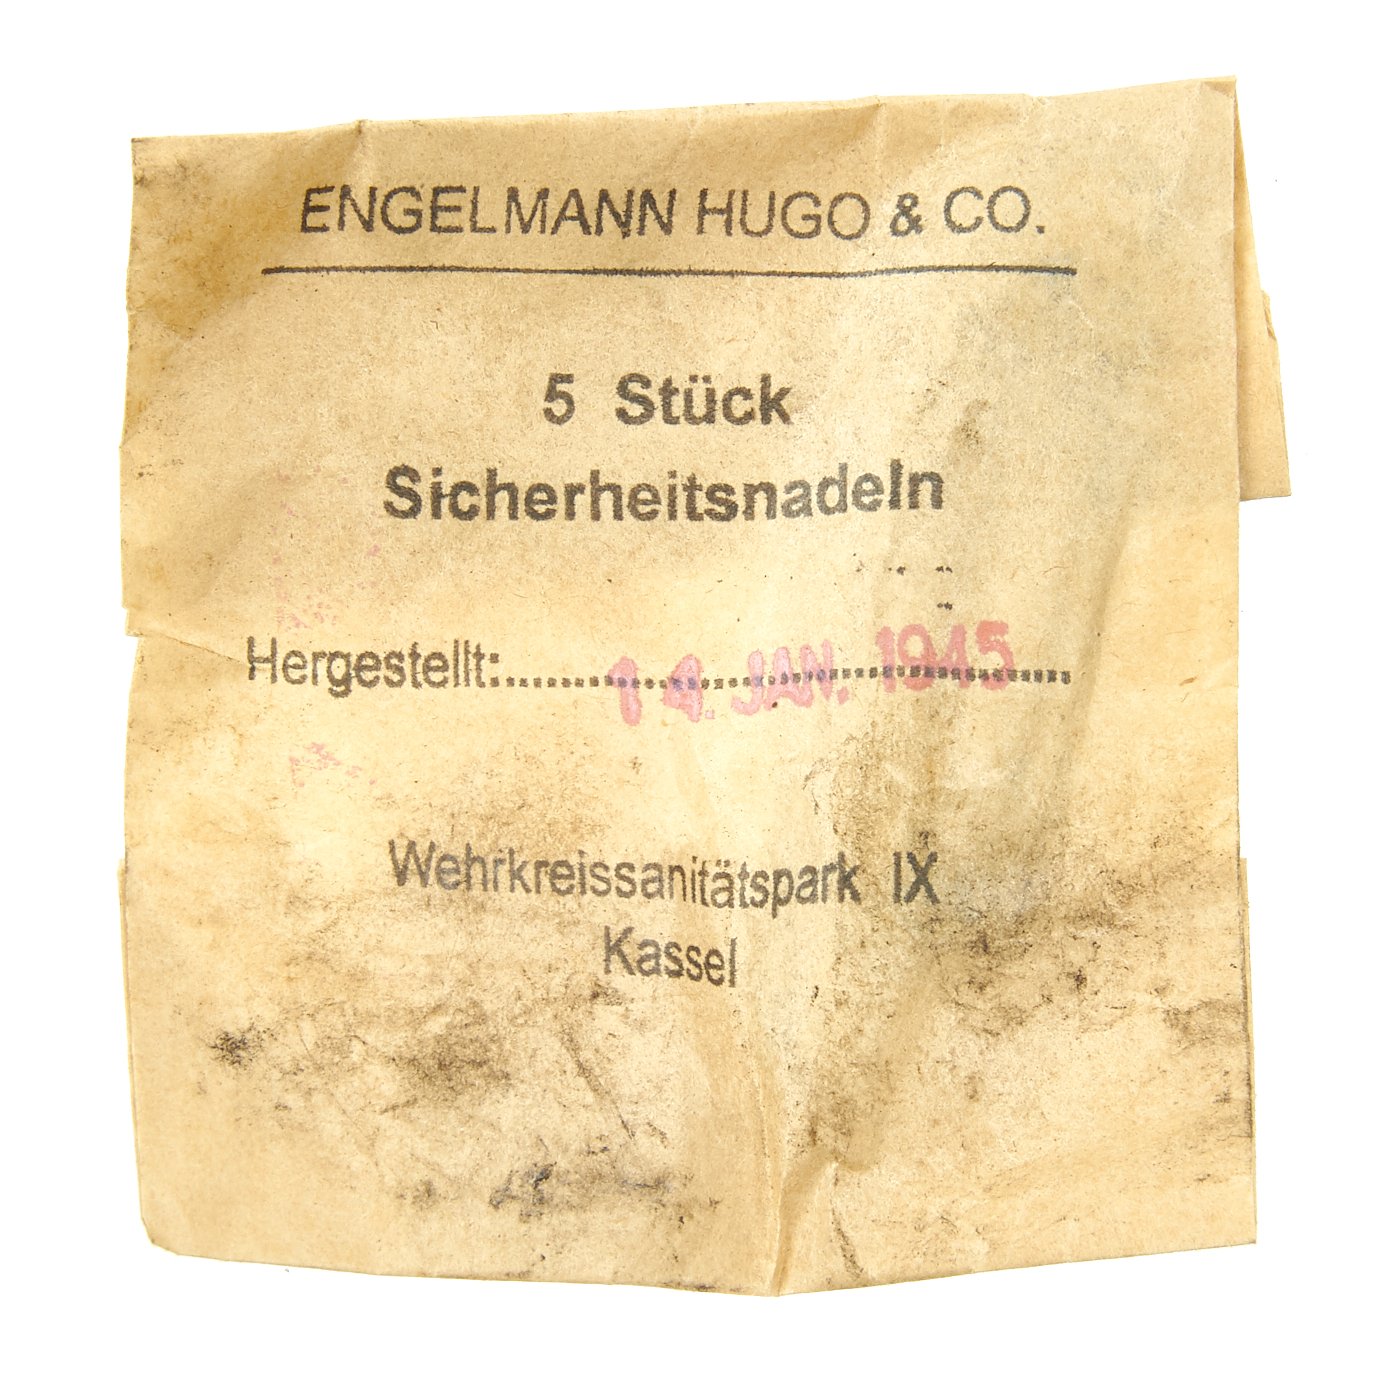 ENGELMANN HUGO & CO.
5 Stück
Sicherheitsnadeln
Hergestellt:.......... 14. JAN. 1945
Wehrkreissanitätspark IX
Kassel